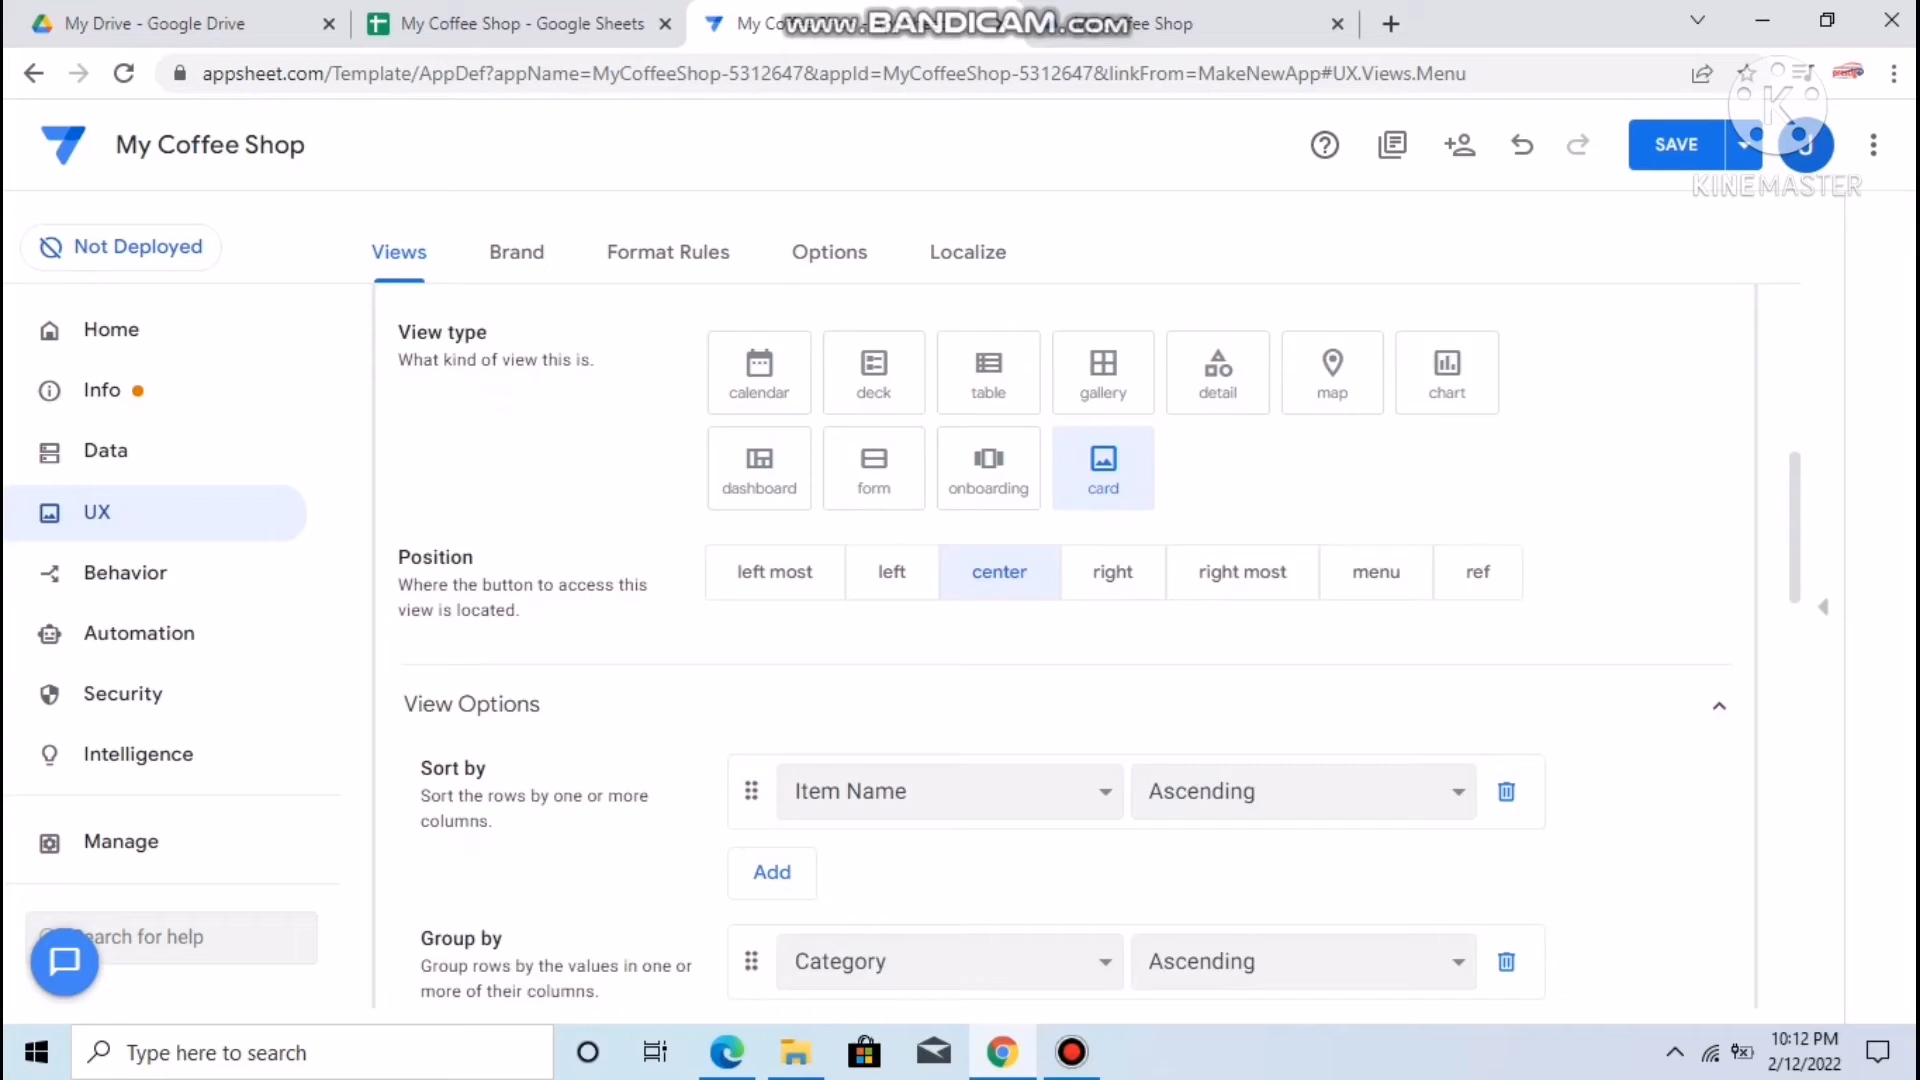 My Drive - Google Drive
My Coffee Shop - Google Sheets
My Co
www.BANDICAM.com
Shop
appsheet.com/Template/AppDef?appName=MyCoffeeShop-5312647&appId=MyCoffeeShop-5312647&linkFrom=MakeNewApp#UX.Views.Menu
My Coffee Shop
SAVE
J
K
KINEMASTER
Not Deployed
Views
Brand
Format Rules
Options
Localize
Home
Info
Data
UX
Behavior
Automation
Security
Intelligence
Manage
earch for help
View type
What kind of view this is.
calendar
deck
table
gallery
detail
map
chart
dashboard
form
onboarding
card
Position
Where the button to access this
view is located.
left most
left
center
right
right most
menu
ref
View Options
Sort by
Sort the rows by one or more
columns.
Item Name
Ascending
Add
Group by
Group rows by the values in one or
more of their columns.
Category
Ascending
Type here to search
10:12 PM
2/12/2022